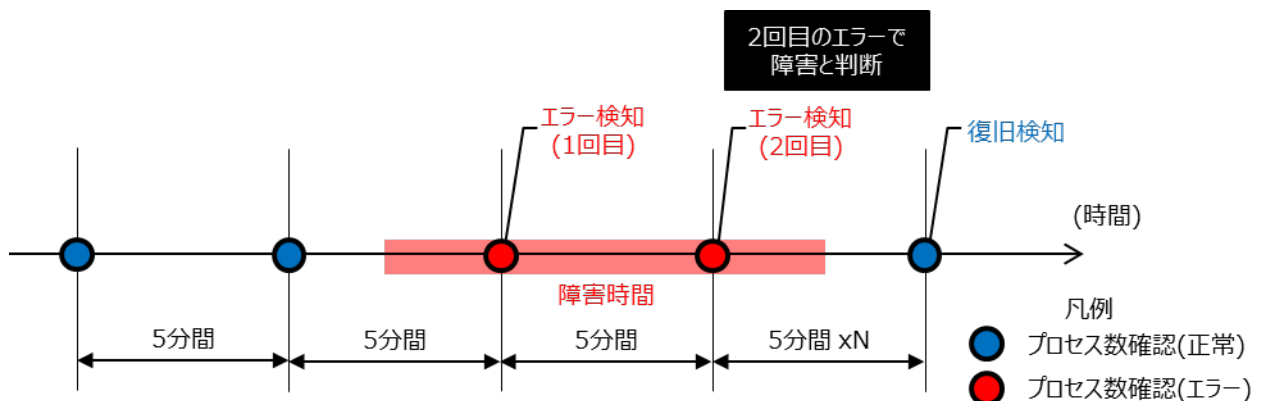 2回目のエラーで
障害と判断
エラー検知
(1回目)
エラー検知
(2回目)
復旧検知
(時間)
障害時間
5分間
5分間
5分間
5分間 xN
凡例
プロセス数確認(正常)
プロセス数確認(エラー)